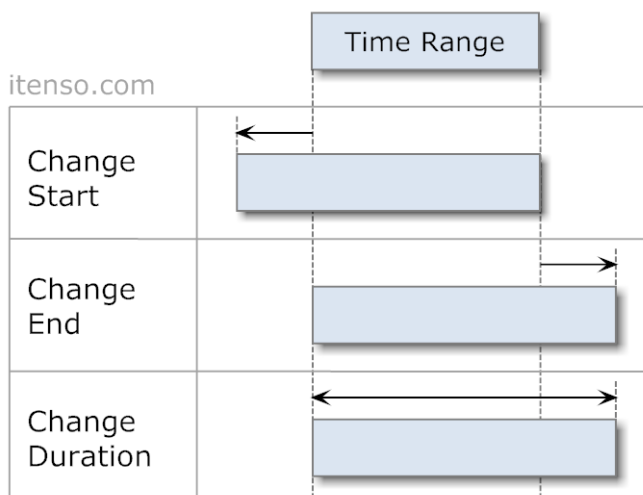 Time Range
itenso.com
Change
Start
Change
End
Change
Duration